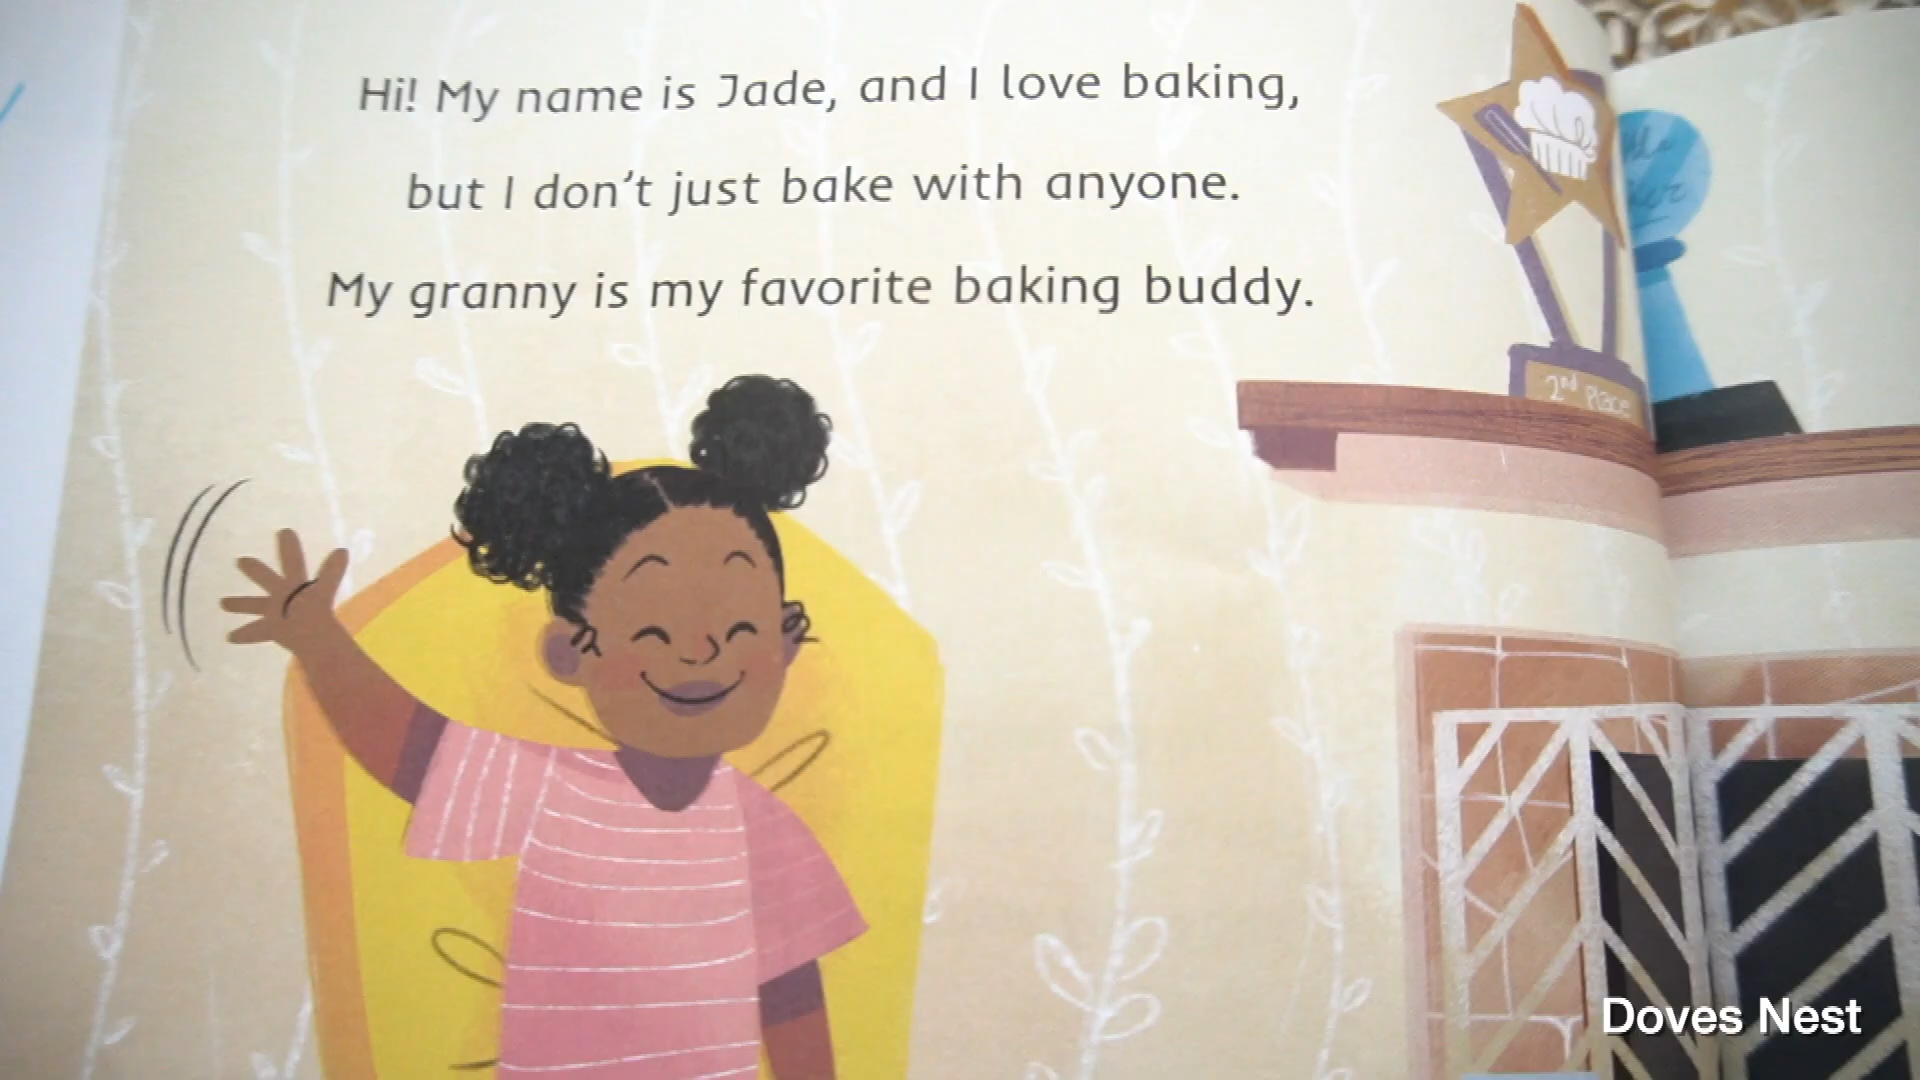 Hi! My name is Jade, and I love baking,
but I don't just bake with anyone.
My granny is my favorite baking buddy.
2nd Place
Doves Nest